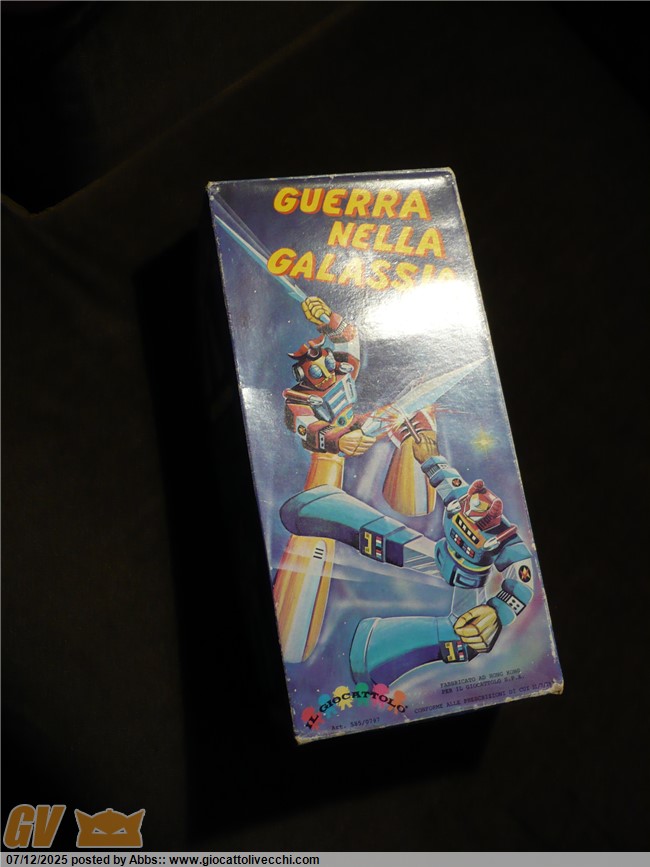 GUERRA
NELLA
GALASSIA
FABBRICATO AD HONG KONG
PER IL GIOCATTOLO S.P.A.
CONFORME ALLE PRESCRIZIONI DI CUI
IL GIOCATTOLO
Art.
GV
07/12/2025 posted by Abbs:: www.giocattolivecchi.com